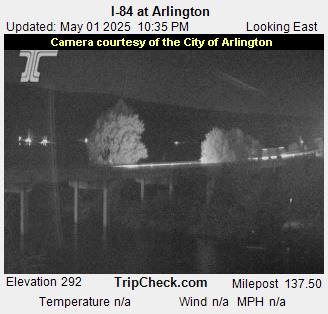 I-84 at Arlington
Updated: May 01 2025 10:35 PM Looking East
Camera courtesy of the City of Arlington
Elevation 292 TripCheck.com Milepost 137.50
Temperature n/a Wind n/a MPH n/a